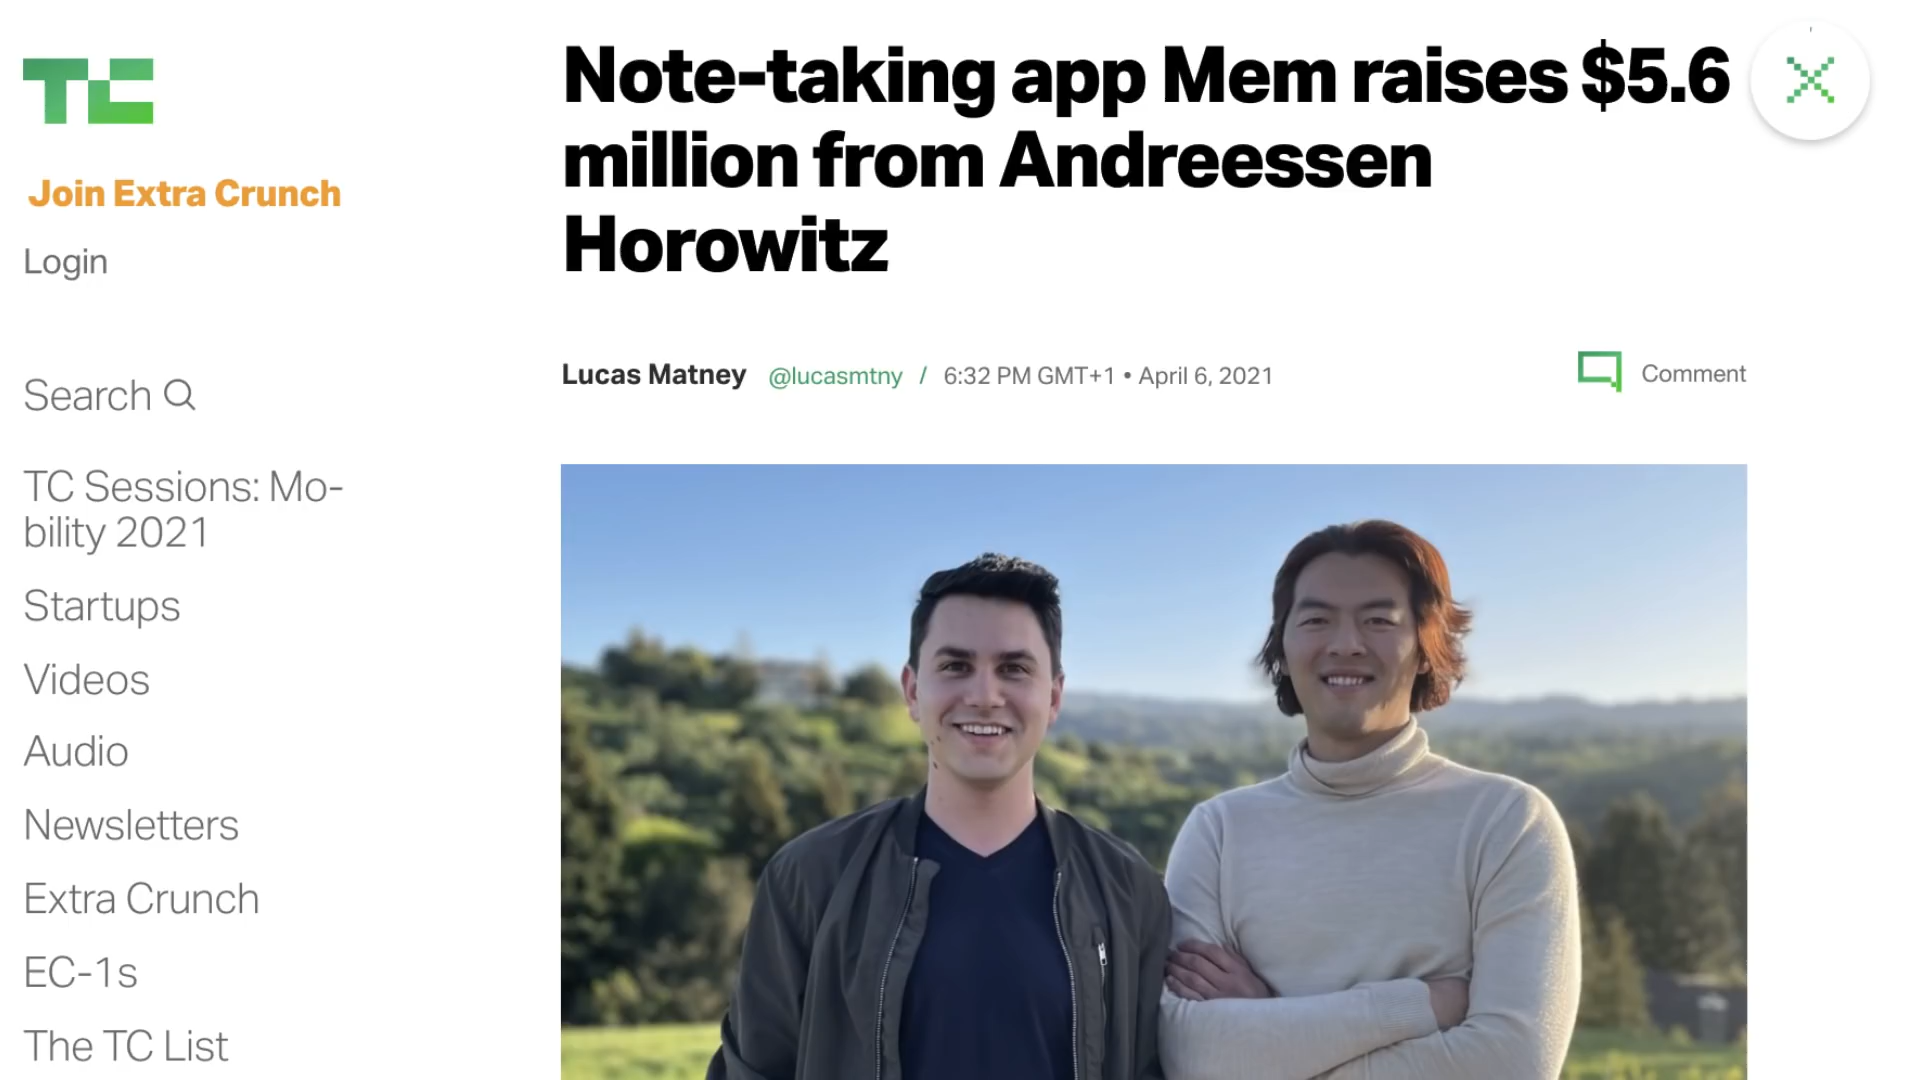 TC
Join Extra Crunch
Login
Search
TC Sessions: Mo-
bility 2021
Startups
Videos
Audio
Newsletters
Extra Crunch
EC-1s
The TC List
Note-taking app Mem raises $5.6
million from Andreessen
Horowitz
Lucas Matney @lucasmtny / 6:32 PM GMT+1 • April 6, 2021
Comment